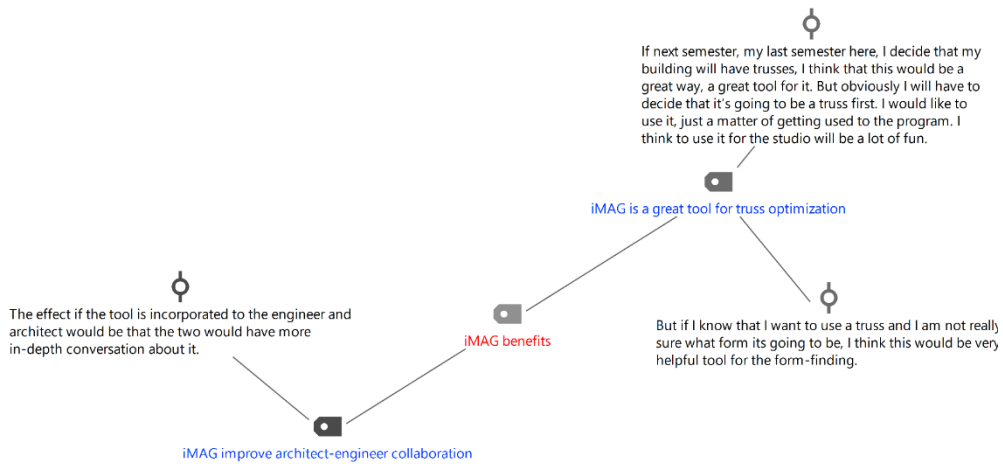 If next semester, my last semester here, I decide that my
building will have trusses, I think that this would be a
great way, a great tool for it. But obviously I will have to
decide that it's going to be a truss first. I would like to
use it, just a matter of getting used to the program. I
think to use it for the studio will be a lot of fun.
iMAG is a great tool for truss optimization
The effect if the tool is incorporated to the engineer and
architect would be that the two would have more
in-depth conversation about it.
iMAG benefits
But if I know that I want to use a truss and I am not really
sure what form its going to be, I think this would be very
helpful tool for the form-finding.
iMAG improve architect-engineer collaboration